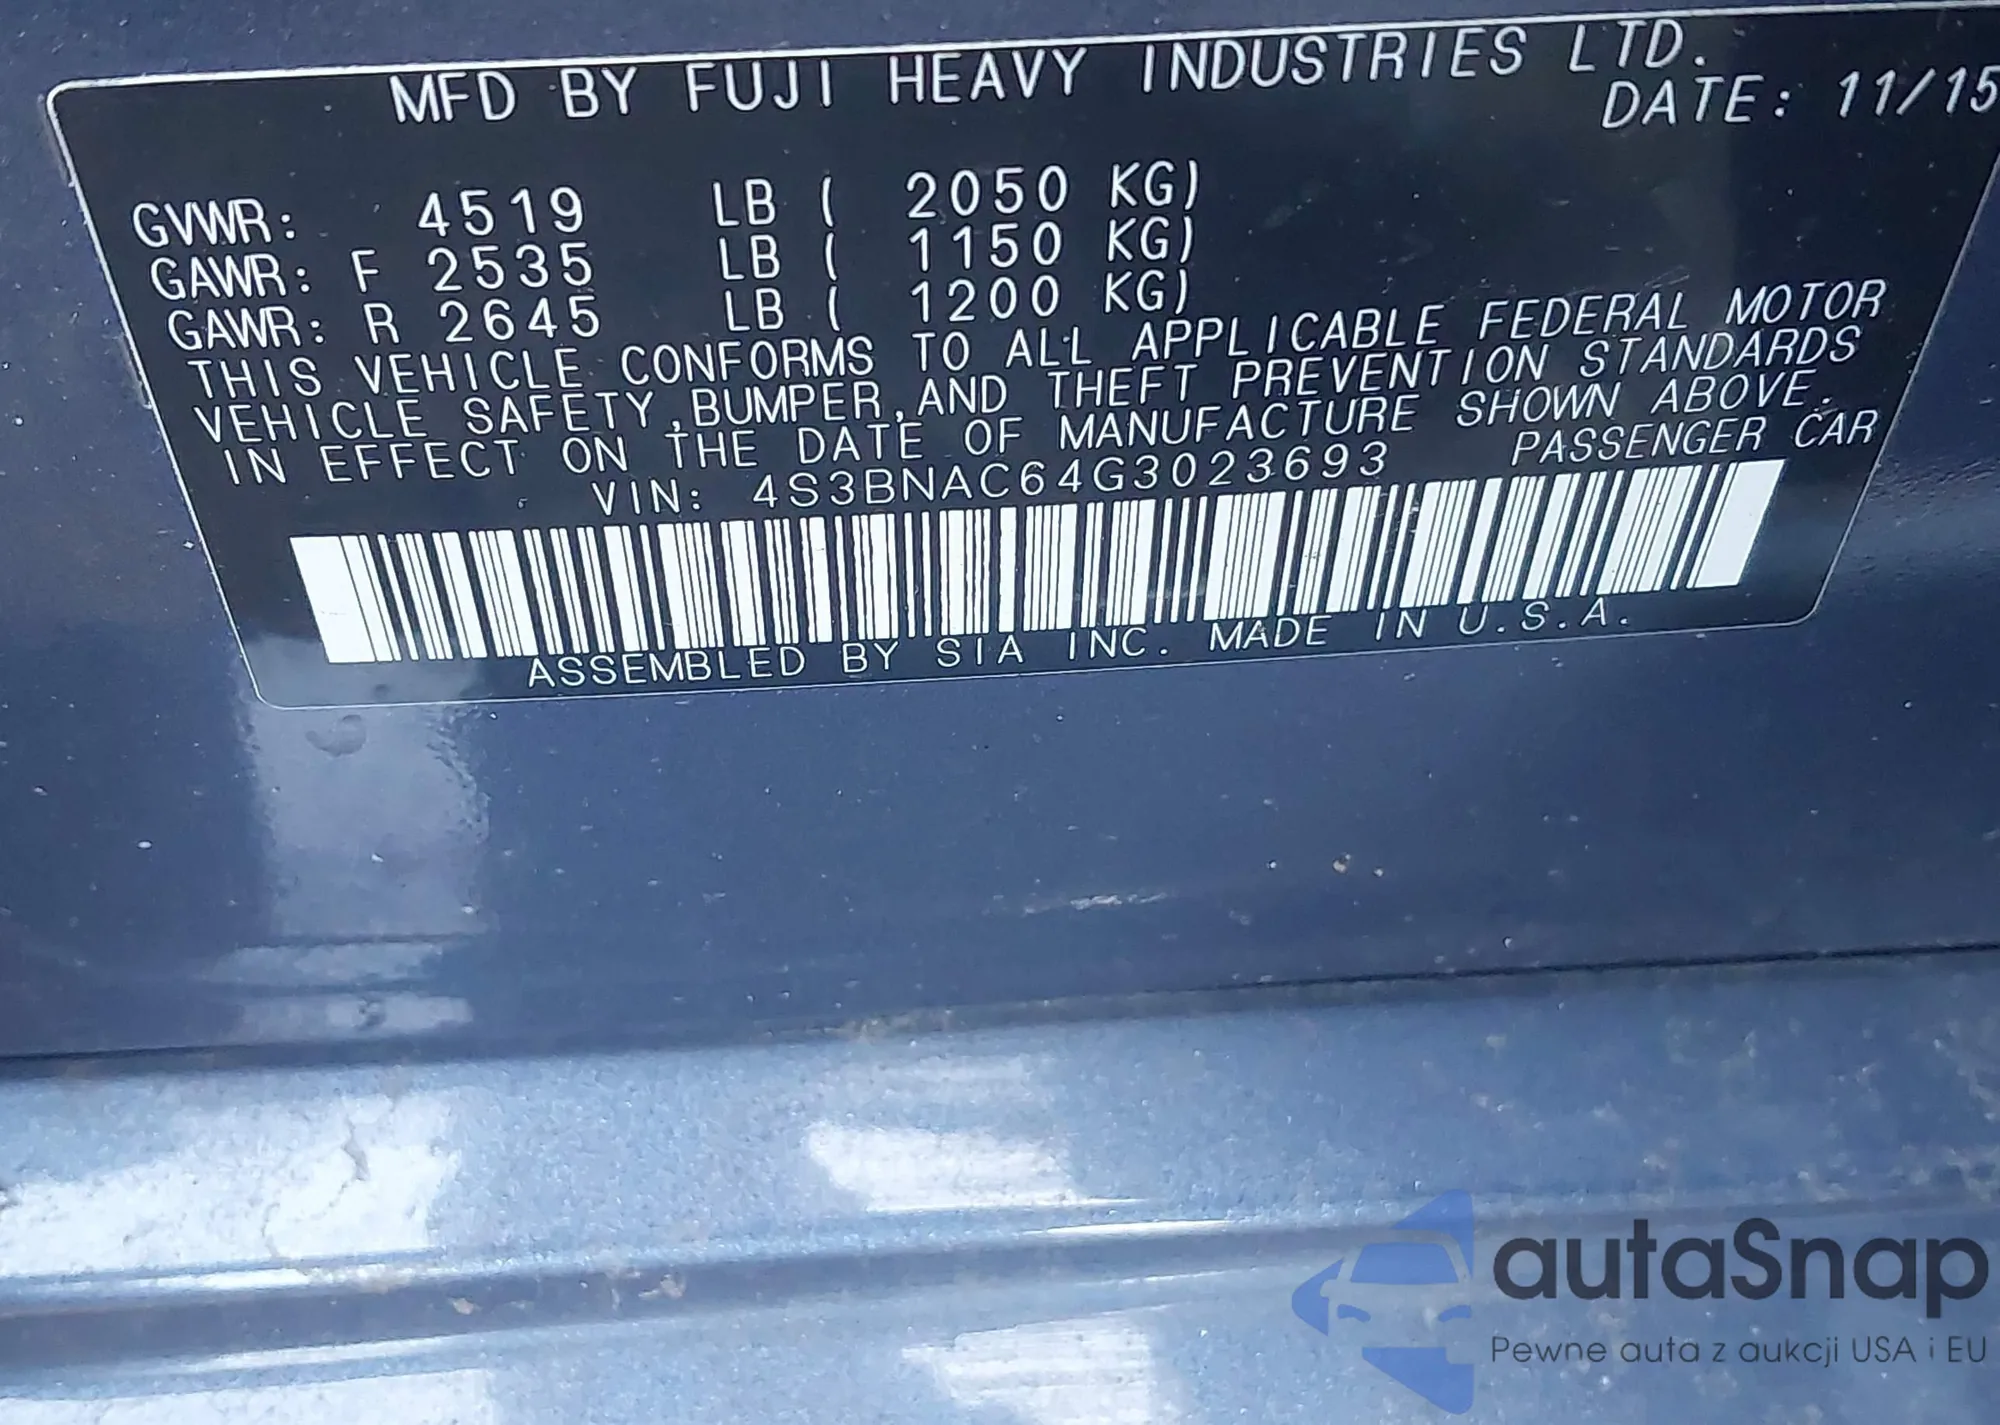 MFD BY FUJI HEAVY INDUSTRIES LTD.
DATE: 11/15
GVWR: 4519 LB ( 2050 KG)
GAWR: F 2535 LB ( 1150 KG)
GAWR: R 2645 LB ( 1200 KG)
THIS VEHICLE CONFORMS TO ALL APPLICABLE FEDERAL MOTOR
VEHICLE SAFETY,BUMPER,AND THEFT PREVENTION STANDARDS
IN EFFECT ON THE DATE OF MANUFACTURE SHOWN ABOVE.
VIN: 4S3BNAC64G3023693 PASSENGER CAR
ASSEMBLED BY SIA INC. MADE IN U.S.A.
autaSnap
Pewne auta z aukcji USA i EU